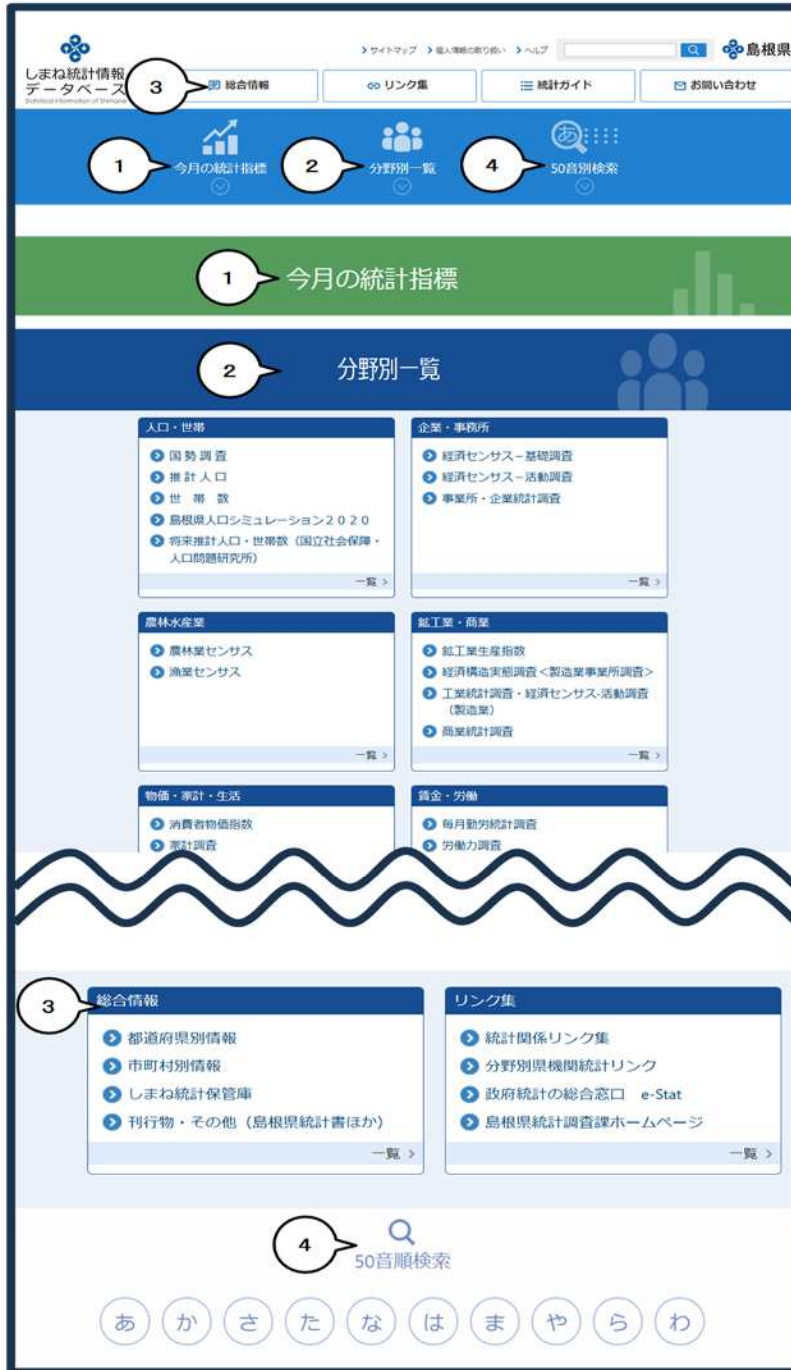 サイトマップ 個人情報の取り扱い ヘルプ
島根県
しまね統計情報
データベース
Statistical Information of Shimane
3
総合情報
リンク集
統計ガイド
お問い合わせ
1
今月の統計指標
2
分野別一覧
4
あ
50音別検索
1
今月の統計指標
2
分野別一覧
人口・世帯
国勢調査
推計人口
世帯数
島根県人口シミュレーション2020
将来推計人口・世帯数（国立社会保障・
人口問題研究所）
一覧 >
企業・事務所
経済センサス－基礎調査
経済センサス－活動調査
事業所・企業統計調査
一覧 >
農林水産業
農林業センサス
漁業センサス
一覧 >
鉱工業・商業
鉱工業生産指数
経済構造実態調査<製造業事業所調査>
工業統計調査・経済センサス-活動調査
（製造業）
商業統計調査
一覧 >
物価・家計・生活
消費者物価指数
家計調査
賃金・労働
毎月勤労統計調査
労働力調査
3
総合情報
都道府県別情報
市町村別情報
しまね統計保管庫
刊行物・その他（島根県統計書ほか）
一覧 >
リンク集
統計関係リンク集
分野別県機関統計リンク
政府統計の総合窓口 e-Stat
島根県統計調査課ホームページ
一覧 >
4
50音順検索
あ か さ た な は ま や ら わ